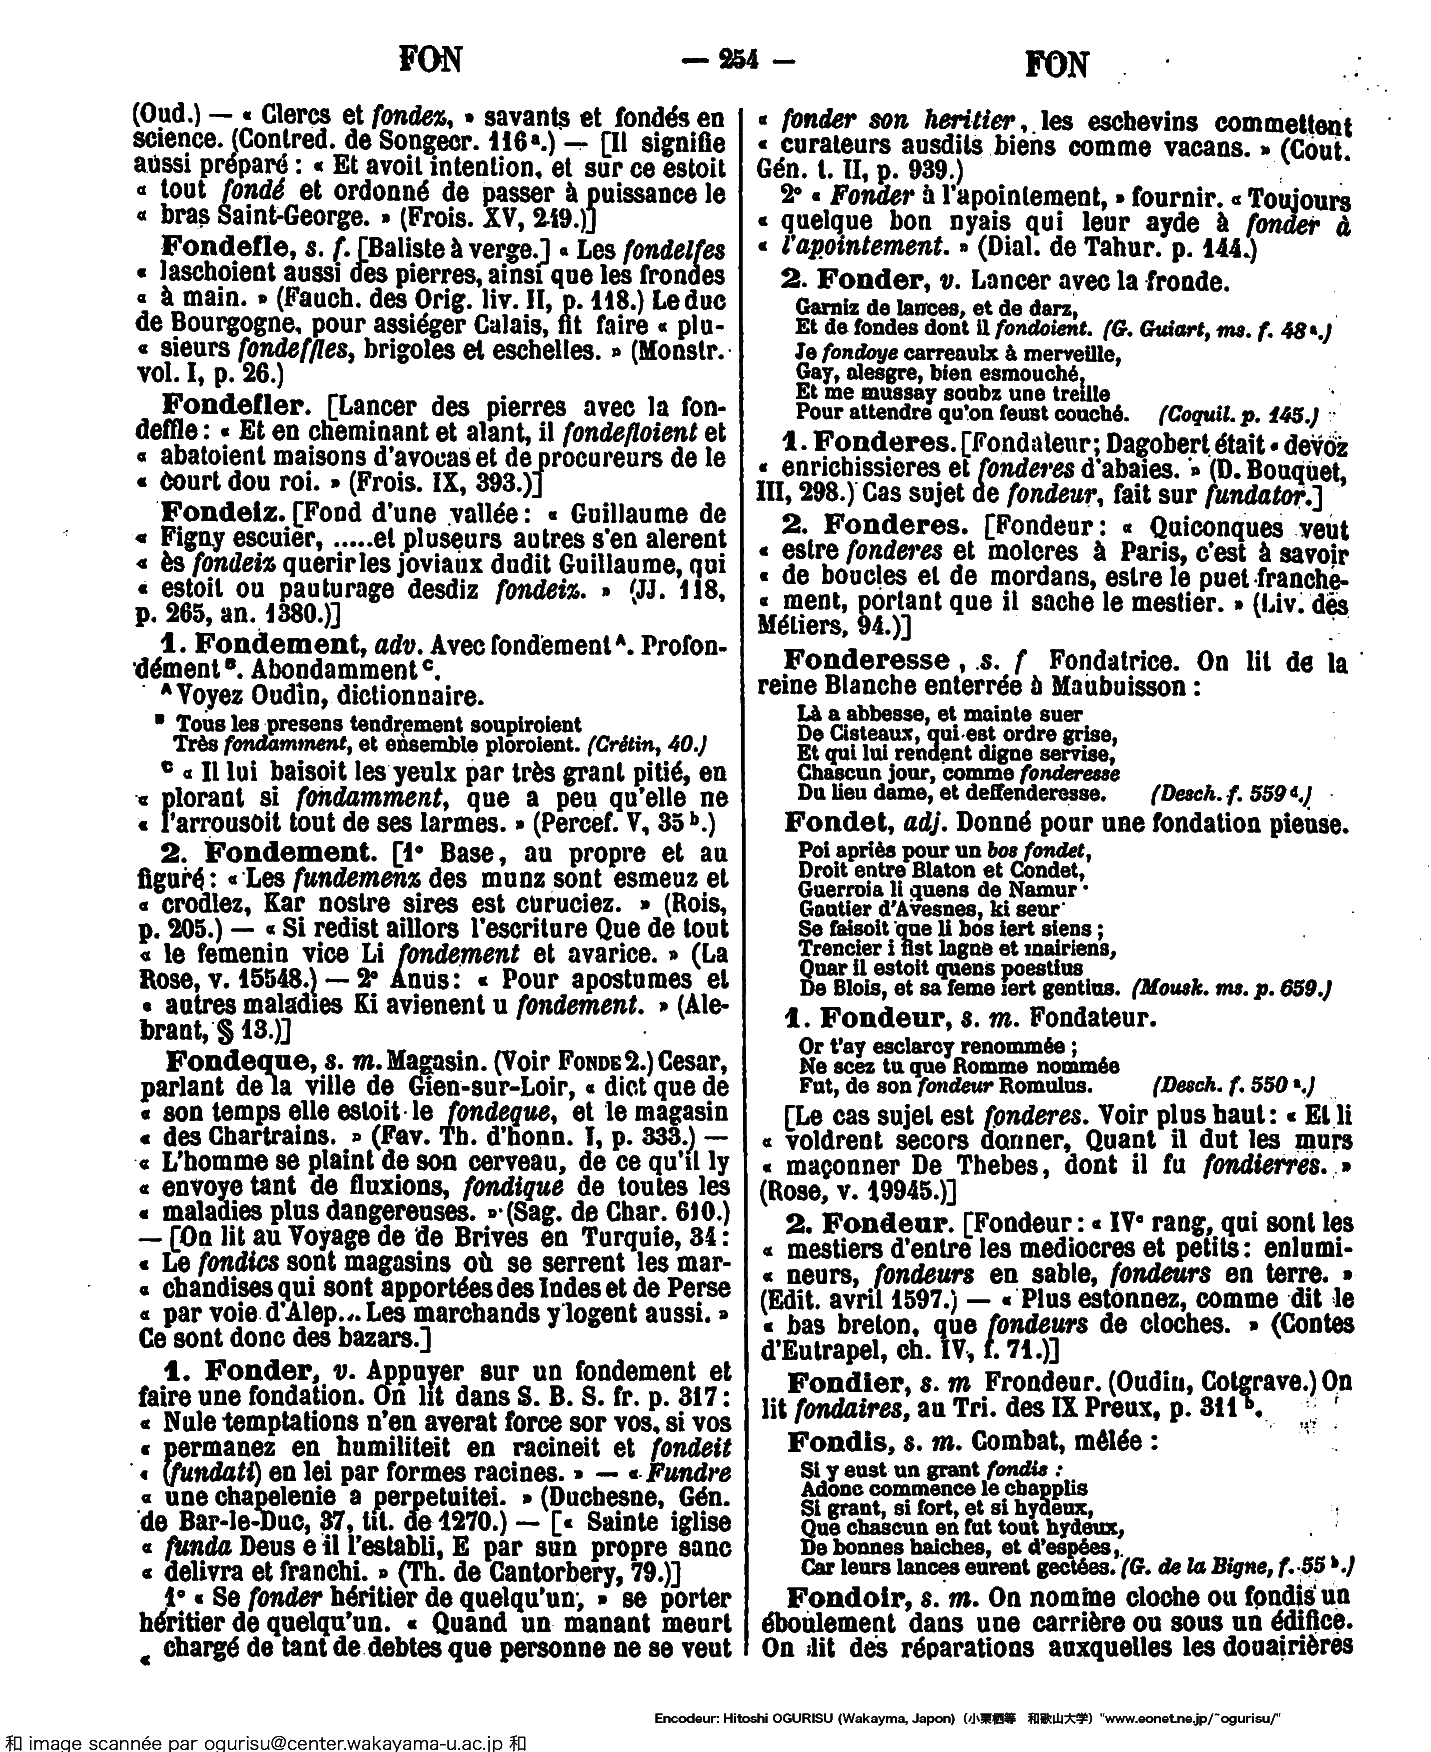 FON
— 254 —
FON
(Oud.) — « Clercs et fondez, » savants et fondés en
science. (Contred. de Songecr. 116ª.) — [Il signifie
aussi préparé : « Et avoit intention, et sur ce estoit
« tout fondé et ordonné de passer à puissance le
« bras Saint-George. » (Frois. XV, 219.)]
Fondefle, s. f. [Baliste à verge.] « Les fondelfes
« laschoient aussi des pierres, ainsi que les frondes
« à main. » (Fauch. des Orig. liv. II, p. 118.) Le duc
de Bourgogne, pour assiéger Calais, fit faire « plu-
« sieurs fondeffles, brigoles et eschelles. » (Monstr.
vol. I, p. 26.)
Fondefler. [Lancer des pierres avec la fon-
deffle : « Et en cheminant et alant, il fondefloient et
« abatoient maisons d'avocas et de procureurs de le
« court dou roi. » (Frois. IX, 393.)]
Fondeiz. [Fond d'une vallée : « Guillaume de
« Figny escuier, .....et pluseurs autres s'en alerent
« ès fondeiz querir les joviaux dudit Guillaume, qui
« estoit ou pauturage desdiz fondeiz. » (JJ. 118,
p. 265, an. 1380.)]
1. Fondement, adv. Avec fondement ᴬ. Profon-
dément ᴮ. Abondamment ᶜ.
ᴬ Voyez Oudin, dictionnaire.
ᴮ Tous les presens tendrement soupiroient
Très fondamment, et ensemble ploroient. (Crétin, 40.)
ᶜ « Il lui baisoit les yeulx par très grant pitié, en
« plorant si fondamment, que a peu qu'elle ne
« l'arrousoit tout de ses larmes. » (Percef. V, 35 ᵇ.)
2. Fondement. [1° Base, au propre et au
figuré : « Les fundemenz des munz sont esmeuz et
« crodlez, Kar nostre sires est curuciez. » (Rois,
p. 205.) — « Si redist aillors l'escriture Que de tout
« le femenin vice Li fondement et avarice. » (La
Rose, v. 15548.) — 2° Anus : « Pour apostumes et
« autres maladies Ki avienent u fondement. » (Ale-
brant, § 13.)]
Fondeque, s. m. Magasin. (Voir FONDE 2.) Cesar,
parlant de la ville de Gien-sur-Loir, « dict que de
« son temps elle estoit le fondeque, et le magasin
« des Chartrains. » (Fav. Th. d'honn. I, p. 333.) —
« L'homme se plaint de son cerveau, de ce qu'il ly
« envoye tant de fluxions, fondique de toutes les
« maladies plus dangereuses. » (Sag. de Char. 610.)
— [On lit au Voyage de de Brives en Turquie, 34 :
« Le fondics sont magasins où se serrent les mar-
« chandises qui sont apportées des Indes et de Perse
« par voie d'Alep... Les marchands y logent aussi. »
Ce sont donc des bazars.]
1. Fonder, v. Appuyer sur un fondement et
faire une fondation. On lit dans S. B. S. fr. p. 317 :
« Nule temptations n'en averat force sor vos, si vos
« permanez en humiliteit en racineit et fondeit
« (fundati) en lei par formes racines. » — « Fundre
« une chapelenie a perpetuitei. » (Duchesne, Gén.
de Bar-le-Duc, 37, tit. de 1270.) — [« Sainte iglise
« funda Deus e il l'establi, E par sun propre sanc
« delivra et franchi. » (Th. de Cantorbery, 79.)]
1° « Se fonder héritier de quelqu'un, » se porter
héritier de quelqu'un. « Quand un manant meurt
« chargé de tant de debtes que personne ne se veut
« fonder son heritier, les eschevins commettent
« curateurs ausdits biens comme vacans. » (Cout.
Gén. t. II, p. 939.)
2° « Fonder à l'apointement, » fournir. « Toujours
« quelque bon nyais qui leur ayde à fonder à
« l'apointement. » (Dial. de Tahur. p. 144.)
2. Fonder, v. Lancer avec la fronde.
Garniz de lances, et de darz,
Et de fondes dont il fondoient. (G. Guiart, ms. f. 48 ª.)
Je fondoye carreaulx à merveille,
Gay, alesgre, bien esmouché,
Et me mussay soubz une treille
Pour attendre qu'on feust couché. (Coquil. p. 145.)
1. Fonderes. [Fondateur; Dagobert était « devoz
« enrichissieres et fonderes d'abaies. » (D. Bouquet,
III, 298.) Cas sujet de fondeur, fait sur fundator.]
2. Fonderes. [Fondeur : « Quiconques veut
« estre fonderes et molcres à Paris, c'est à savoir
« de boucles et de mordans, estre le puet franche-
« ment, portant que il sache le mestier. » (Liv. des
Métiers, 94.)]
Fonderesse, s. f Fondatrice. On lit de la
reine Blanche enterrée à Maubuisson :
Là a abbesse, et mainte suer
De Cisteaux, qui est ordre grise,
Et qui lui rendent digne servise,
Chascun jour, comme fonderesse
Du lieu dame, et deffenderesse. (Desch. f. 559 ᵈ.)
Fondet, adj. Donné pour une fondation pieuse.
Poi apriès pour un bos fondet,
Droit entre Blaton et Condet,
Guerroia li quens de Namur
Gautier d'Avesnes, ki seur
Se faisoit que li bos iert siens ;
Trencier i fist lagne et mairiens,
Quar il estoit quens poestius
De Blois, et sa feme iert gentius. (Mousk. ms. p. 659.)
1. Fondeur, s. m. Fondateur.
Or t'ay esclarcy renommée ;
Ne scez tu que Romme nommée
Fut, de son fondeur Romulus. (Desch. f. 550 ª.)
[Le cas sujet est fonderes. Voir plus haut : « Et li
« voldrent secors donner, Quant il dut les murs
« maçonner De Thebes, dont il fu fondierres. »
(Rose, v. 19945.)]
2. Fondeur. [Fondeur : « IVᵉ rang, qui sont les
« mestiers d'entre les mediocres et petits : enlumi-
« neurs, fondeurs en sable, fondeurs en terre. »
(Edit. avril 1597.) — « Plus estonnez, comme dit le
« bas breton, que fondeurs de cloches. » (Contes
d'Eutrapel, ch. IV, f. 71.)]
Fondier, s. m Frondeur. (Oudin, Cotgrave.) On
lit fondaires, au Tri. des IX Preux, p. 311 ᵇ.
Fondis, s. m. Combat, mêlée :
Si y eust un grant fondis :
Adonc commence le chapplis
Si grant, si fort, et si hydeux,
Que chascun en fut tout hydeux,
De bonnes haiches, et d'espées,
Car leurs lances eurent gectées. (G. de la Bigne, f. 55 ᵇ.)
Fondoir, s. m. On nomme cloche ou fondis un
éboulement dans une carrière ou sous un édifice.
On lit des réparations auxquelles les douairières
Encodeur: Hitoshi OGURISU (Wakayma, Japon) (小栗栖等 和歌山大学) "www.eonet.ne.jp/~ogurisu/"
和 image scannée par ogurisu@center.wakayama-u.ac.jp 和